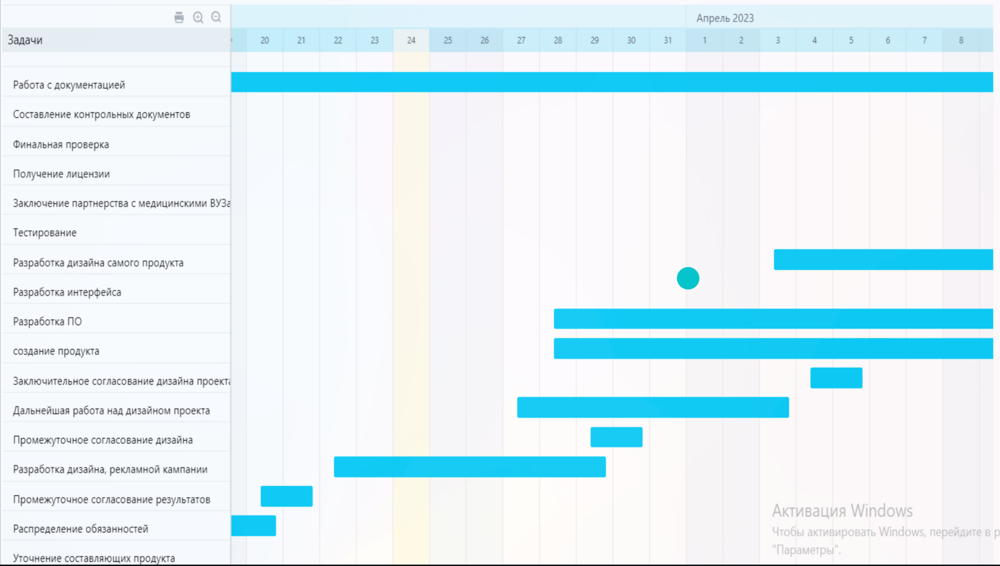 Апрель 2023
Задачи
20 21 22 23 24 25 26 27 28 29 30 31 1 2 3 4 5 6 7 8
Работа с документацией
Составление контрольных документов
Финальная проверка
Получение лицензии
Заключение партнерства с медицинскими ВУЗа
Тестирование
Разработка дизайна самого продукта
Разработка интерфейса
Разработка ПО
создание продукта
Заключительное согласование дизайна проекта
Дальнейшая работа над дизайном проекта
Промежуточное согласование дизайна
Разработка дизайна, рекламной кампании
Промежуточное согласование результатов
Распределение обязанностей
Уточнение составляющих продукта
Активация Windows
Чтобы активировать Windows, перейдите в р
"Параметры".